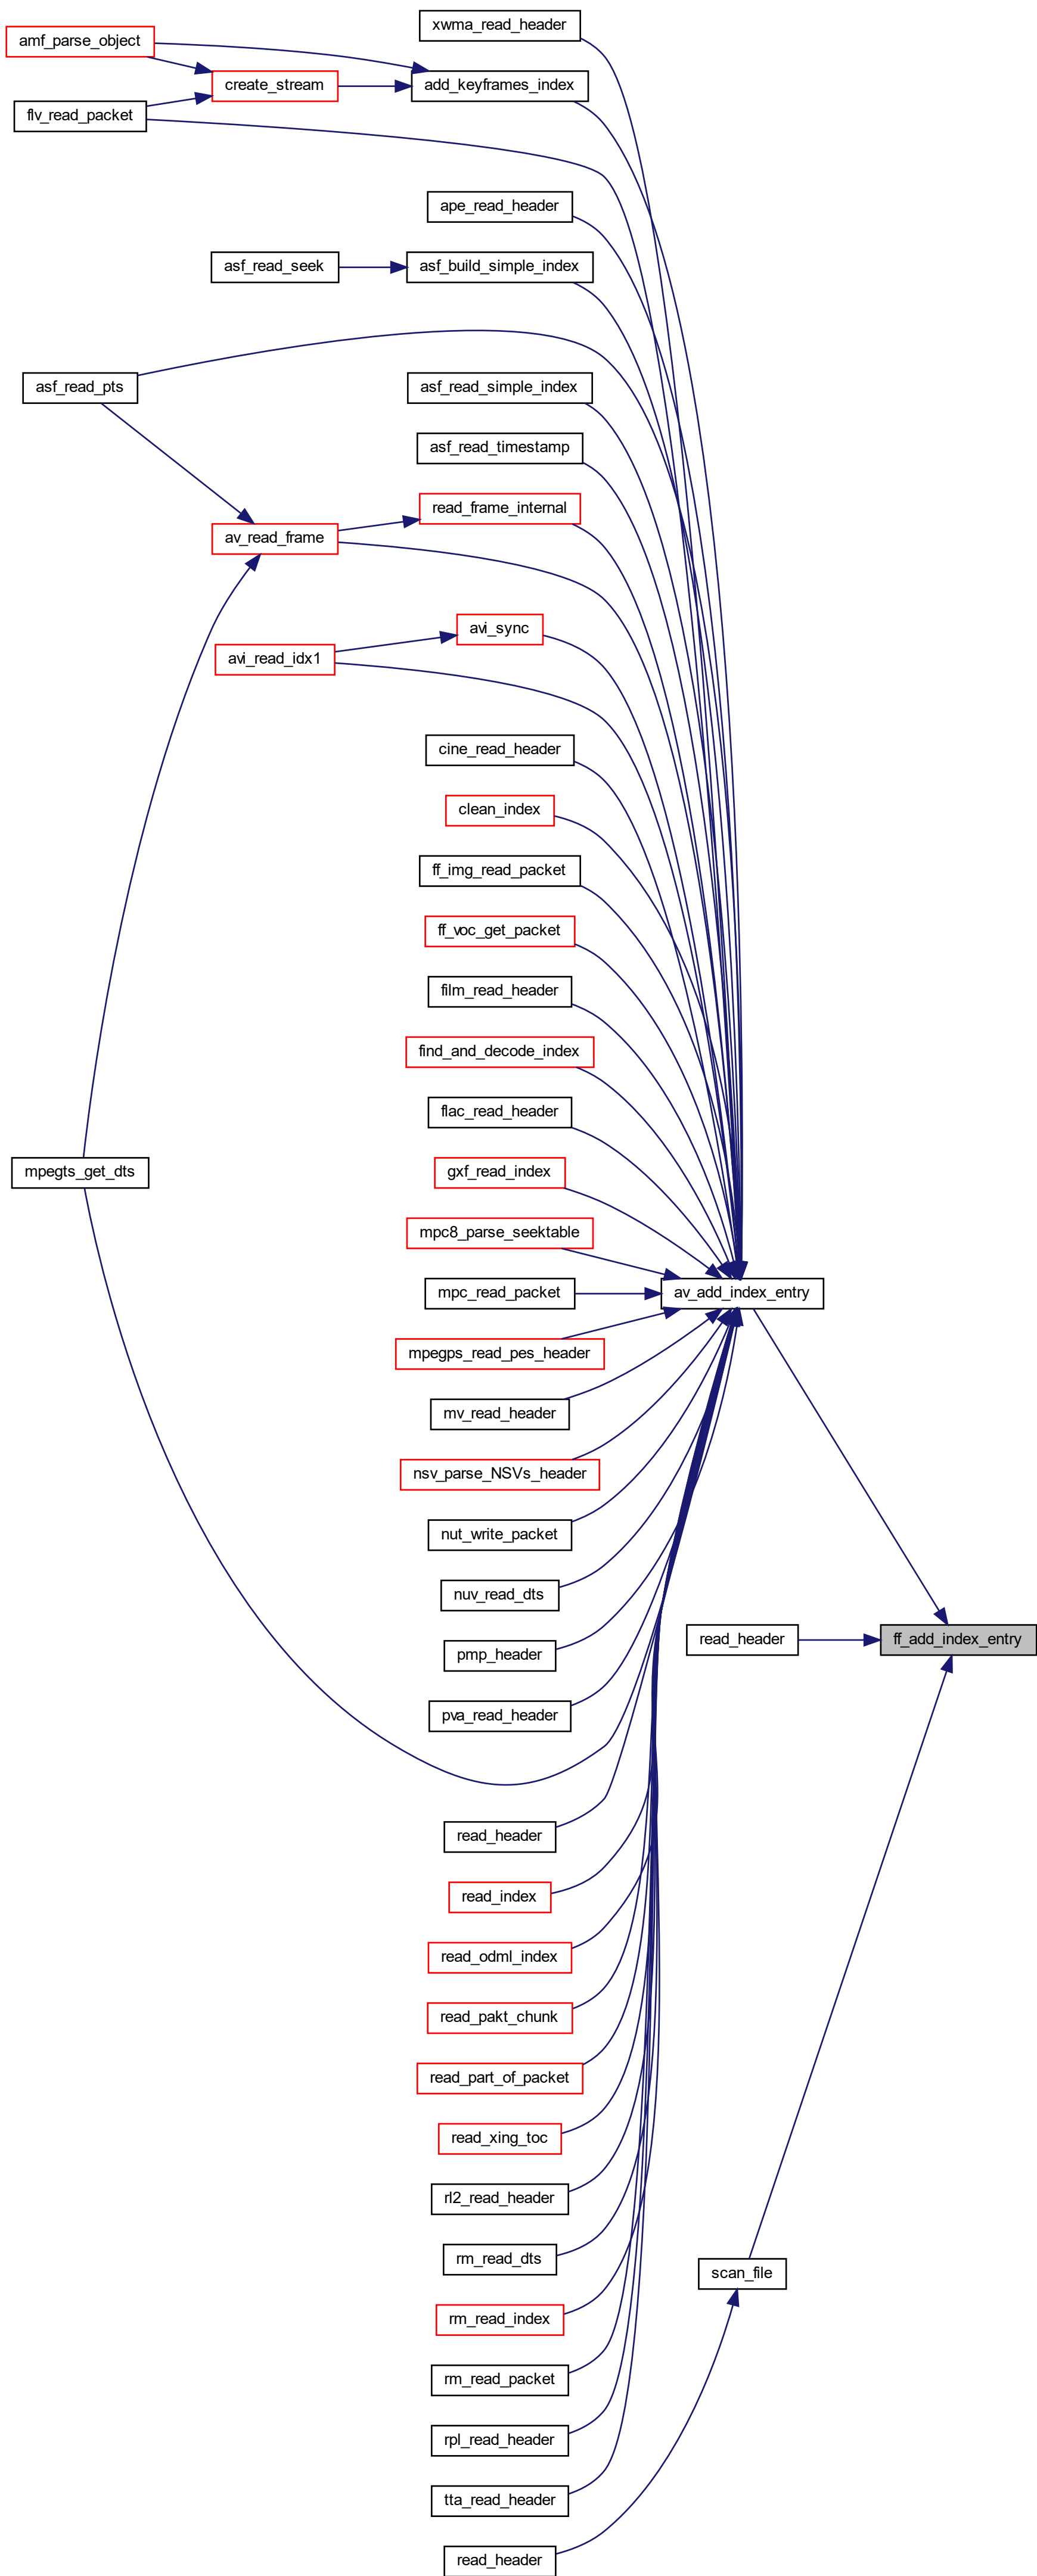 xwma_read_header
amf_parse_object
create_stream
add_keyframes_index
flv_read_packet
ape_read_header
asf_read_seek
asf_build_simple_index
asf_read_pts
asf_read_simple_index
asf_read_timestamp
read_frame_internal
av_read_frame
avi_sync
avi_read_idx1
cine_read_header
clean_index
ff_img_read_packet
ff_voc_get_packet
film_read_header
find_and_decode_index
flac_read_header
mpegts_get_dts
gxf_read_index
mpc8_parse_seektable
mpc_read_packet
av_add_index_entry
mpegps_read_pes_header
mv_read_header
nsv_parse_NSVs_header
nut_write_packet
nuv_read_dts
pmp_header
read_header
ff_add_index_entry
pva_read_header
read_header
read_index
read_odml_index
read_pakt_chunk
read_part_of_packet
read_xing_toc
rl2_read_header
rm_read_dts
scan_file
rm_read_index
rm_read_packet
rpl_read_header
tta_read_header
read_header